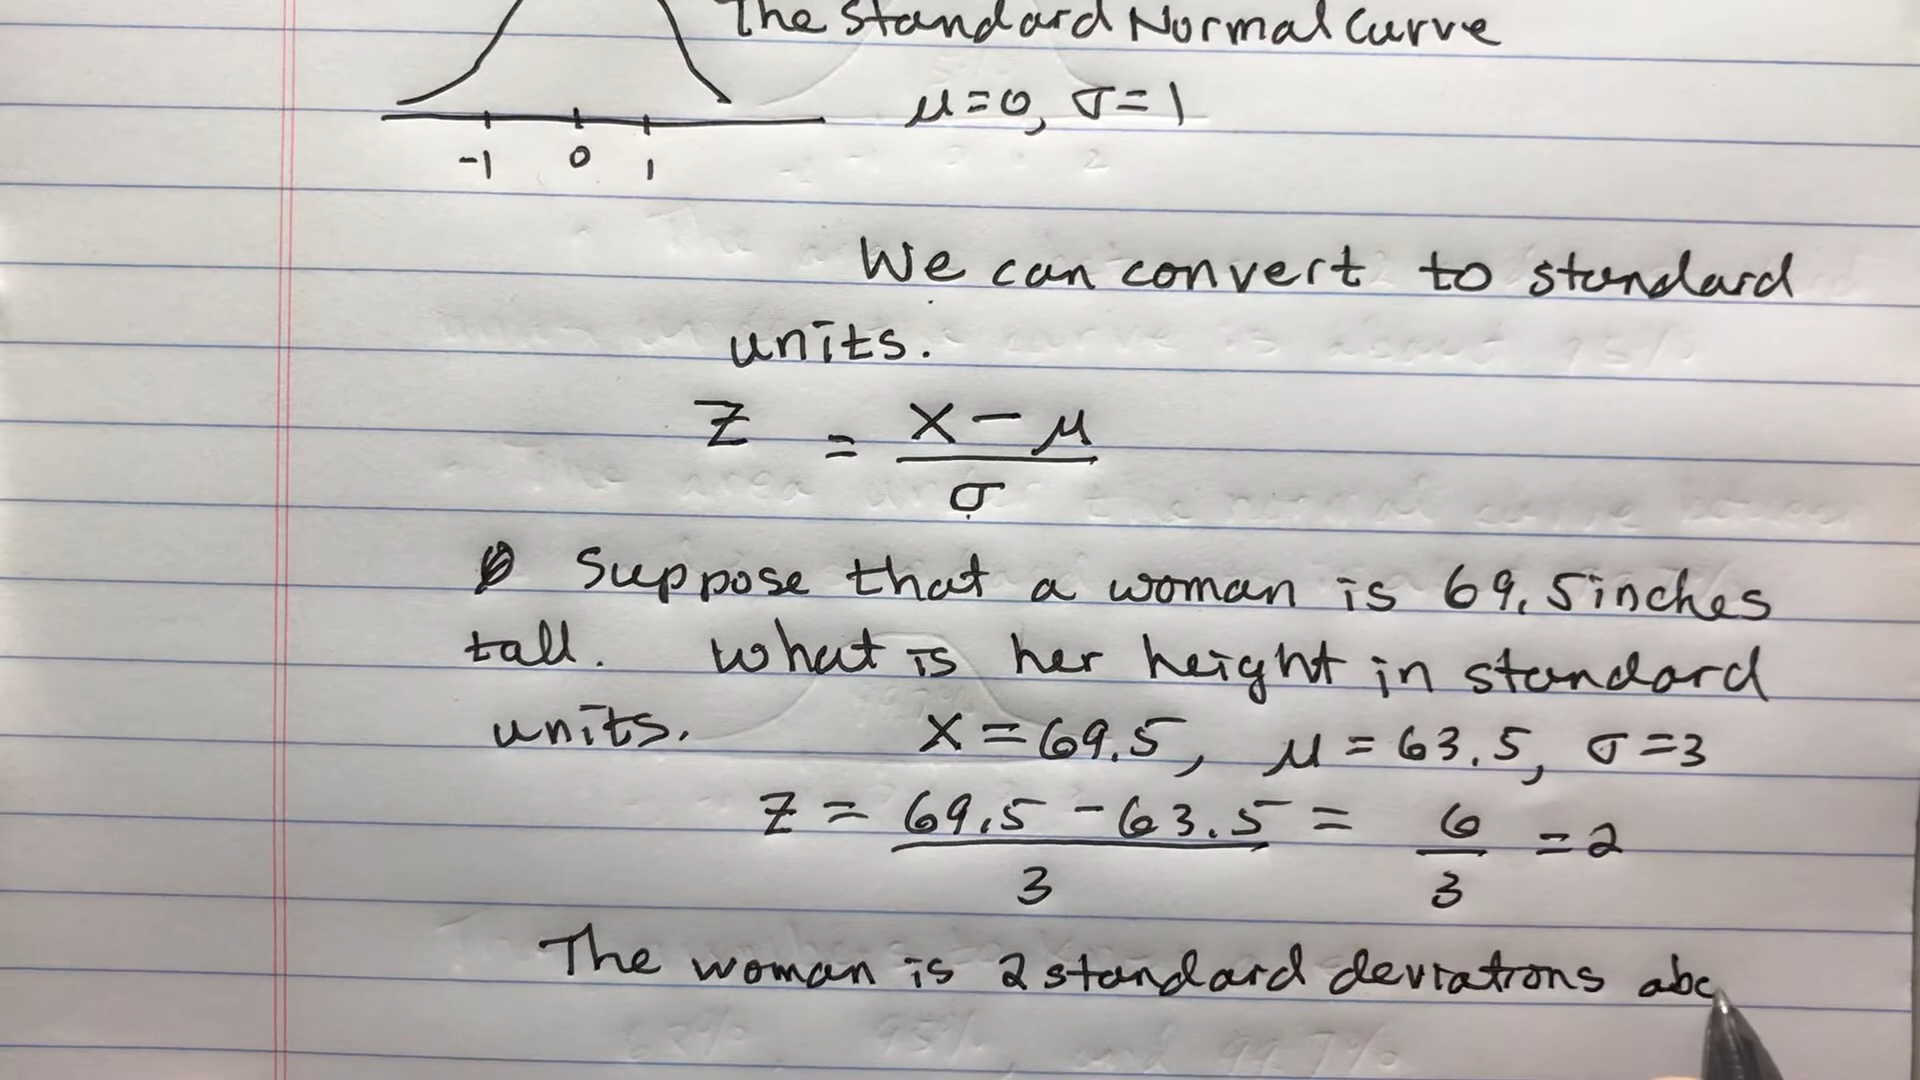 The Standard Normal Curve
μ=0, σ=1
-1 0 1
We can convert to standard
units.
Z = X-μ
σ
Suppose that a woman is 69.5inches
tall. What is her height in standard
units. X=69.5, μ=63.5, σ=3
Z = 69.5-63.5 = 6 =2
3 3
The woman is 2 standard deviations abo